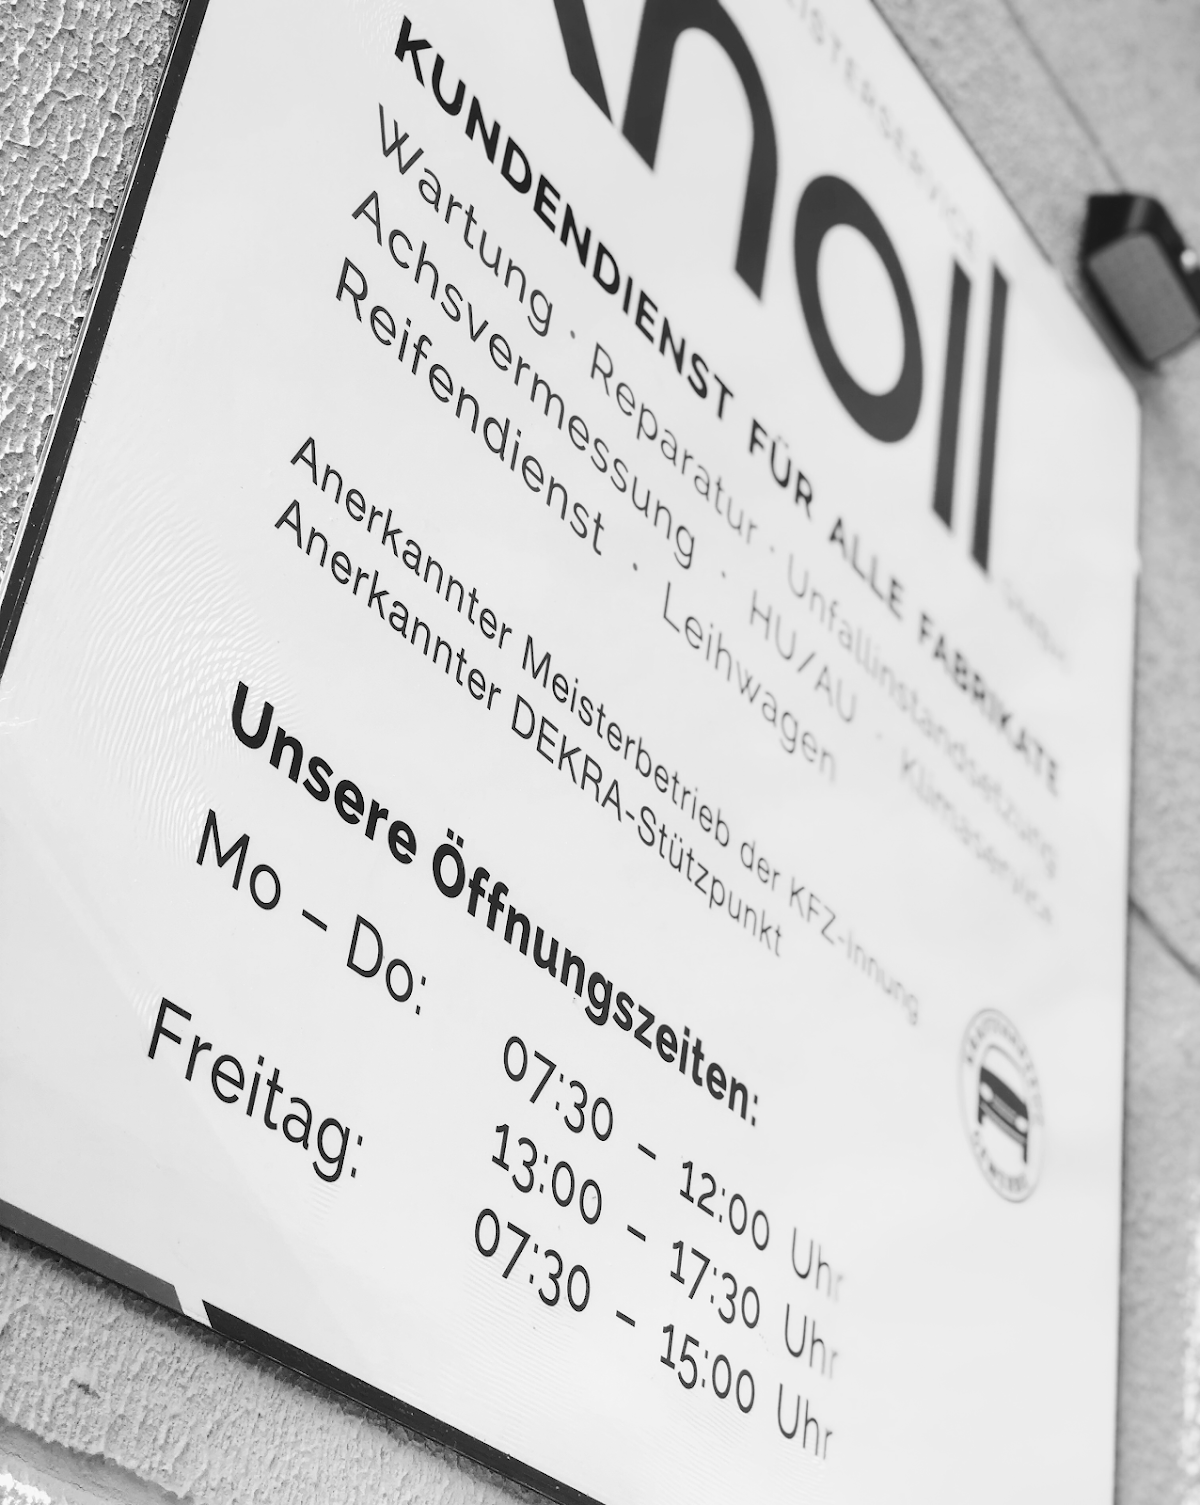 MEISTERSERVICE
knoll
KUNDENDIENST FÜR ALLE FABRIKATE
Wartung · Reparatur · Unfallinstandsetzung
Achsvermessung · HU/AU · Klimaservice
Reifendienst · Leihwagen
Anerkannter Meisterbetrieb der KFZ-Innung
Anerkannter DEKRA-Stützpunkt
Unsere Öffnungszeiten:
Mo – Do: 07:30 – 12:00 Uhr
13:00 – 17:30 Uhr
Freitag: 07:30 – 15:00 Uhr